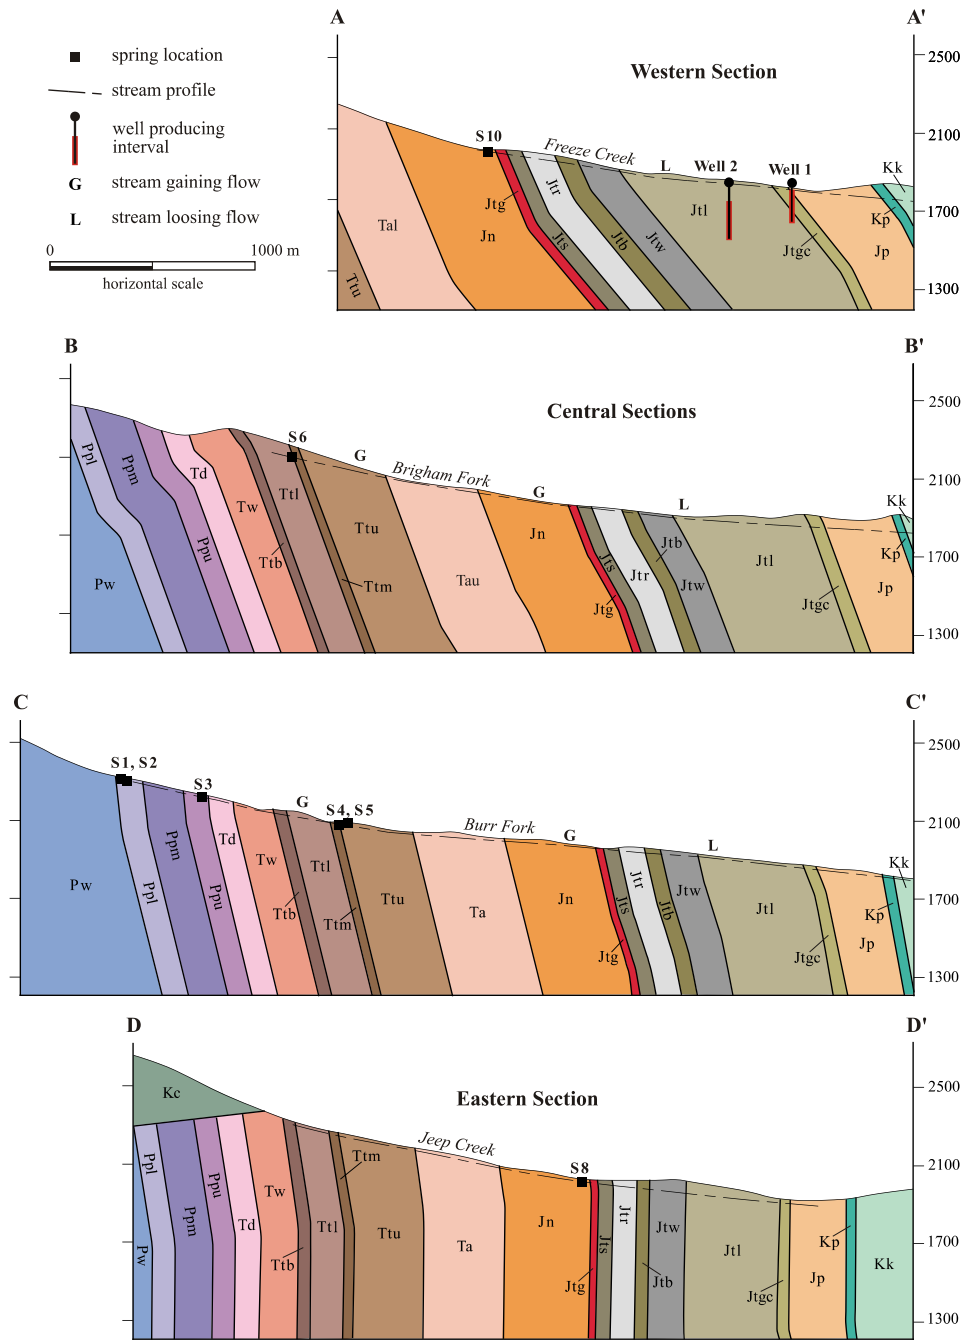 A
A'
spring location
stream profile
well producing
interval
G stream gaining flow
L stream loosing flow
0 1000 m
horizontal scale
Western Section
2500
2100
1700
1300
S10
Freeze Creek
L
Well 2
Well 1
Kk
Kp
Jtg
Jtr
Jtl
Tal
Jn
Jts
Jtb
Jtw
Jtgc
Jp
Ttu
B
B'
Central Sections
2500
2100
1700
1300
S6
G
Brigham Fork
G
L
Kk
Ppl
Ppm
Td
Ttl
Tw
Ttu
Jn
Jtb
Kp
Ppu
Ttb
Jts
Jtr
Jtw
Jtl
Pw
Ttm
Tau
Jtg
Jtgc
Jp
C
C'
2500
2100
1700
1300
S1, S2
S3
G
S4, S5
Burr Fork
G
L
Ppm
Td
Tw
Ttl
Jtr
Jtw
Kk
Pw
Ppl
Ppu
Ttb
Ttm
Ttu
Ta
Jn
Jts
Jtb
Jtl
Kp
Jtg
Jtgc
Jp
D
D'
Eastern Section
2500
2100
1700
1300
Kc
Jeep Creek
S8
Ppl
Ppm
Ppu
Tw
Ttm
Td
Ttl
Ttu
Ta
Jn
Jtr
Jtw
Kp
Pw
Ttb
Jts
Jtl
Jtg
Jtb
Jtgc
Jp
Kk